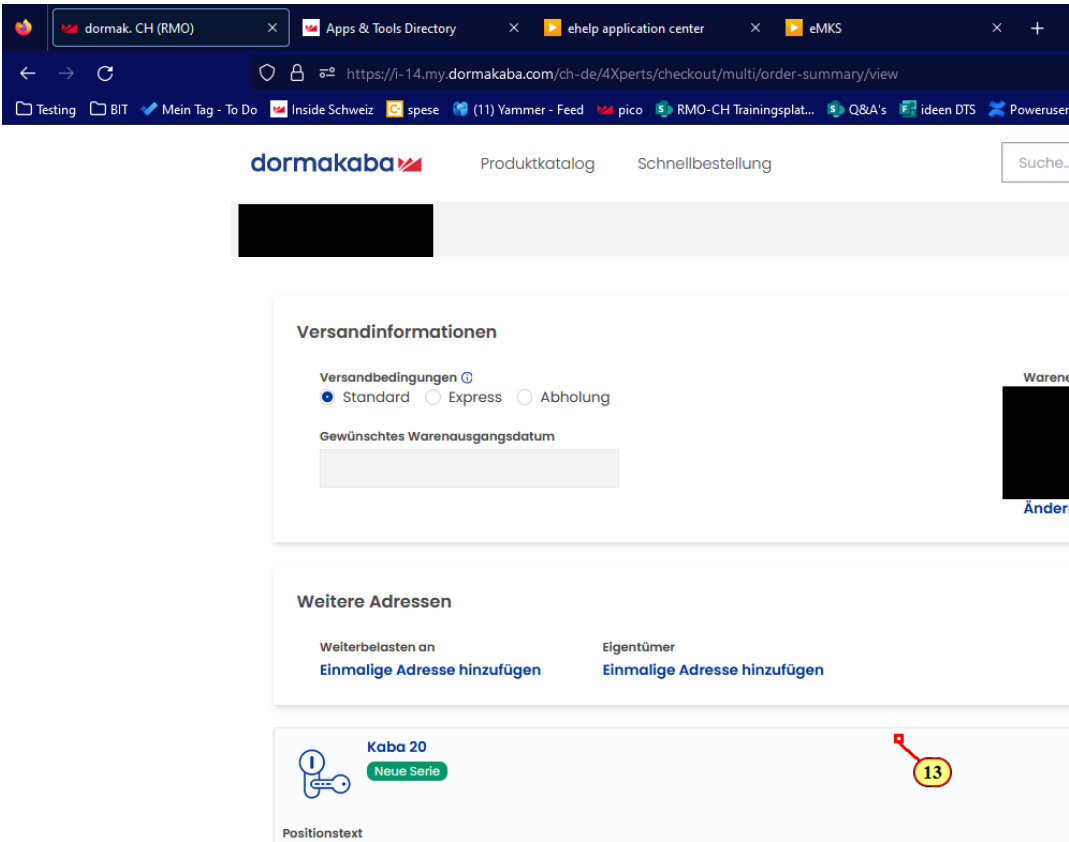 dormak. CH (RMO) Apps & Tools Directory ehelp application center eMKS
https://i-14.my.dormakaba.com/ch-de/4Xperts/checkout/multi/order-summary/view
Testing BIT Mein Tag - To Do Inside Schweiz spese (11) Yammer - Feed pico RMO-CH Trainingsplat... Q&A's ideen DTS Poweruser
dormakaba Produktkatalog Schnellbestellung Suche..
Versandinformationen
Versandbedingungen Warene
Standard Express Abholung
Gewünschtes Warenausgangsdatum
Ändern
Weitere Adressen
Weiterbelasten an Eigentümer
Einmalige Adresse hinzufügen Einmalige Adresse hinzufügen
Kaba 20
Neue Serie
13
Positionstext